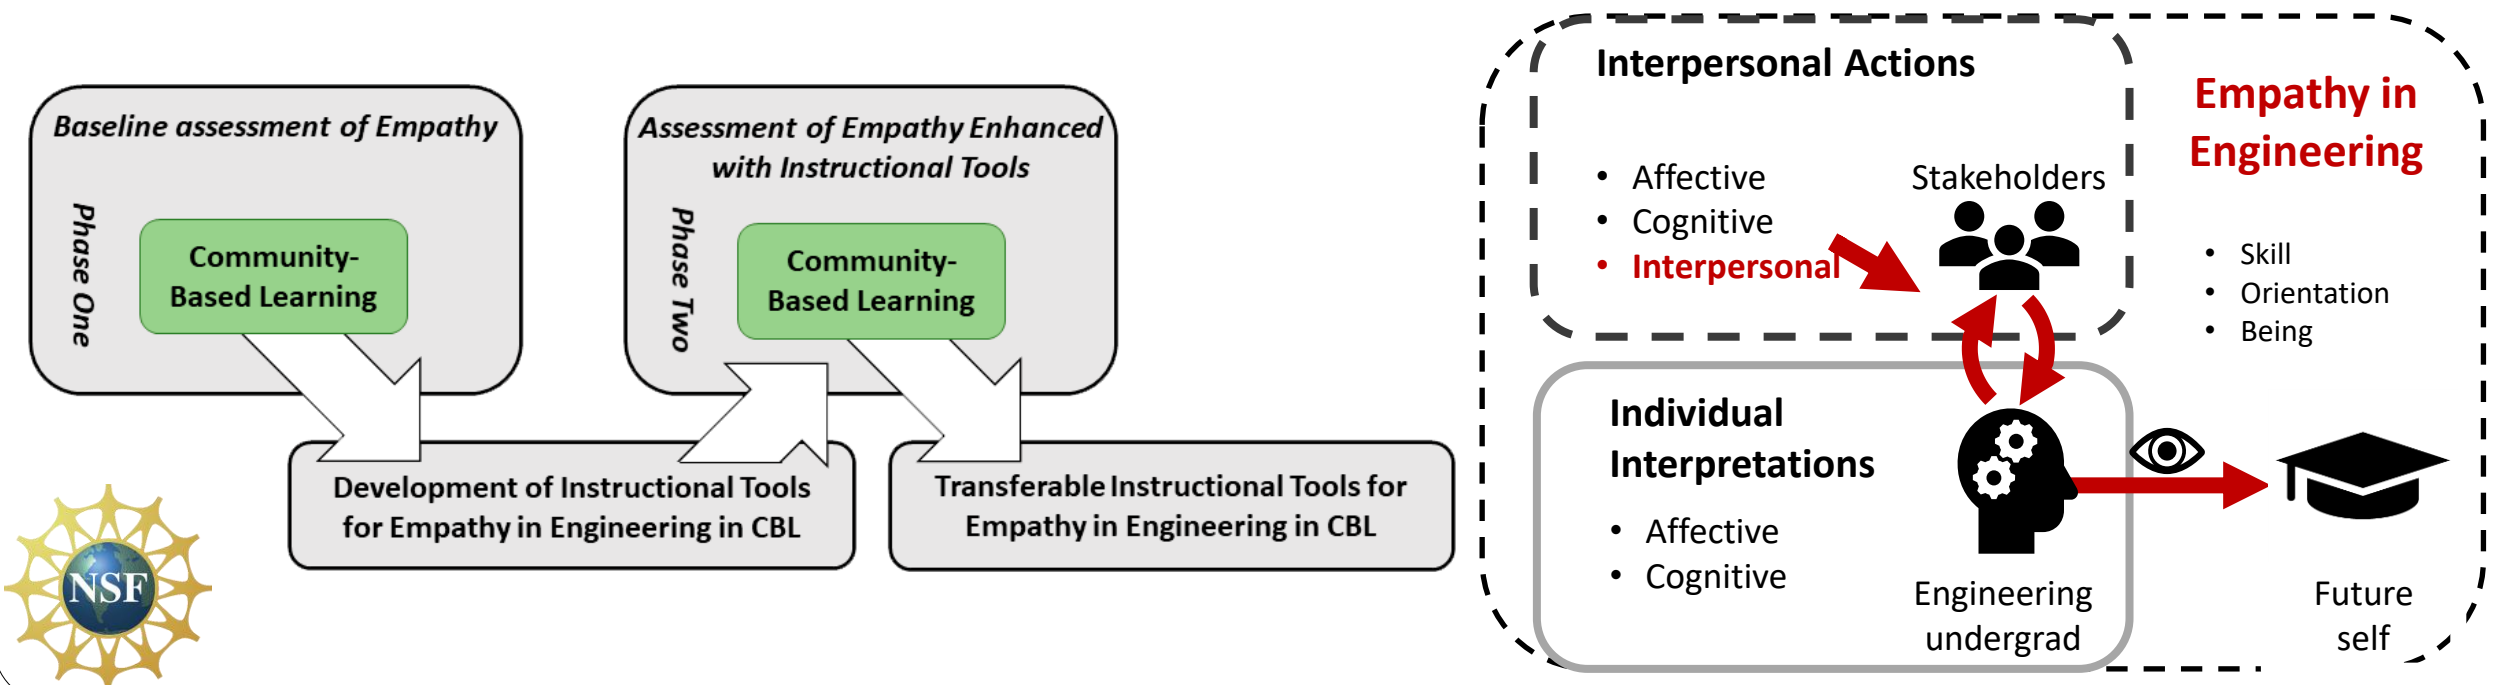 Baseline assessment of Empathy
Phase One
Community-
Based Learning
Assessment of Empathy Enhanced
with Instructional Tools
Phase Two
Community-
Based Learning
Development of Instructional Tools
for Empathy in Engineering in CBL
Transferable Instructional Tools for
Empathy in Engineering in CBL
NSF
Interpersonal Actions
• Affective
• Cognitive
• Interpersonal
Stakeholders
Individual
Interpretations
• Affective
• Cognitive
Engineering
undergrad
Empathy in
Engineering
• Skill
• Orientation
• Being
Future
self